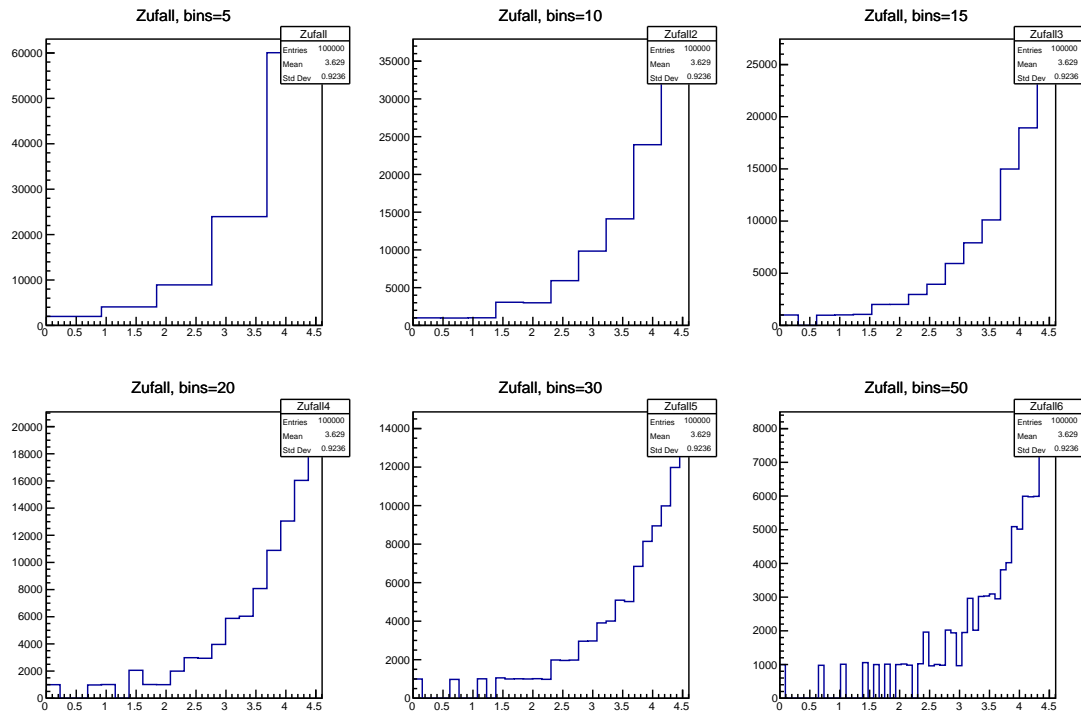 Zufall, bins=5
Zufall
Entries 100000
Mean 3.629
Std Dev 0.9236
60000
50000
40000
30000
20000
10000
0
0 0.5 1 1.5 2 2.5 3 3.5 4 4.5
Zufall, bins=10
Zufall2
Entries 100000
Mean 3.629
Std Dev 0.9236
35000
30000
25000
20000
15000
10000
5000
0
0 0.5 1 1.5 2 2.5 3 3.5 4 4.5
Zufall, bins=15
Zufall3
Entries 100000
Mean 3.629
Std Dev 0.9236
25000
20000
15000
10000
5000
0
0 0.5 1 1.5 2 2.5 3 3.5 4 4.5
Zufall, bins=20
Zufall4
Entries 100000
Mean 3.629
Std Dev 0.9236
20000
18000
16000
14000
12000
10000
8000
6000
4000
2000
0
0 0.5 1 1.5 2 2.5 3 3.5 4 4.5
Zufall, bins=30
Zufall5
Entries 100000
Mean 3.629
Std Dev 0.9236
14000
12000
10000
8000
6000
4000
2000
0
0 0.5 1 1.5 2 2.5 3 3.5 4 4.5
Zufall, bins=50
Zufall6
Entries 100000
Mean 3.629
Std Dev 0.9236
8000
7000
6000
5000
4000
3000
2000
1000
0
0 0.5 1 1.5 2 2.5 3 3.5 4 4.5